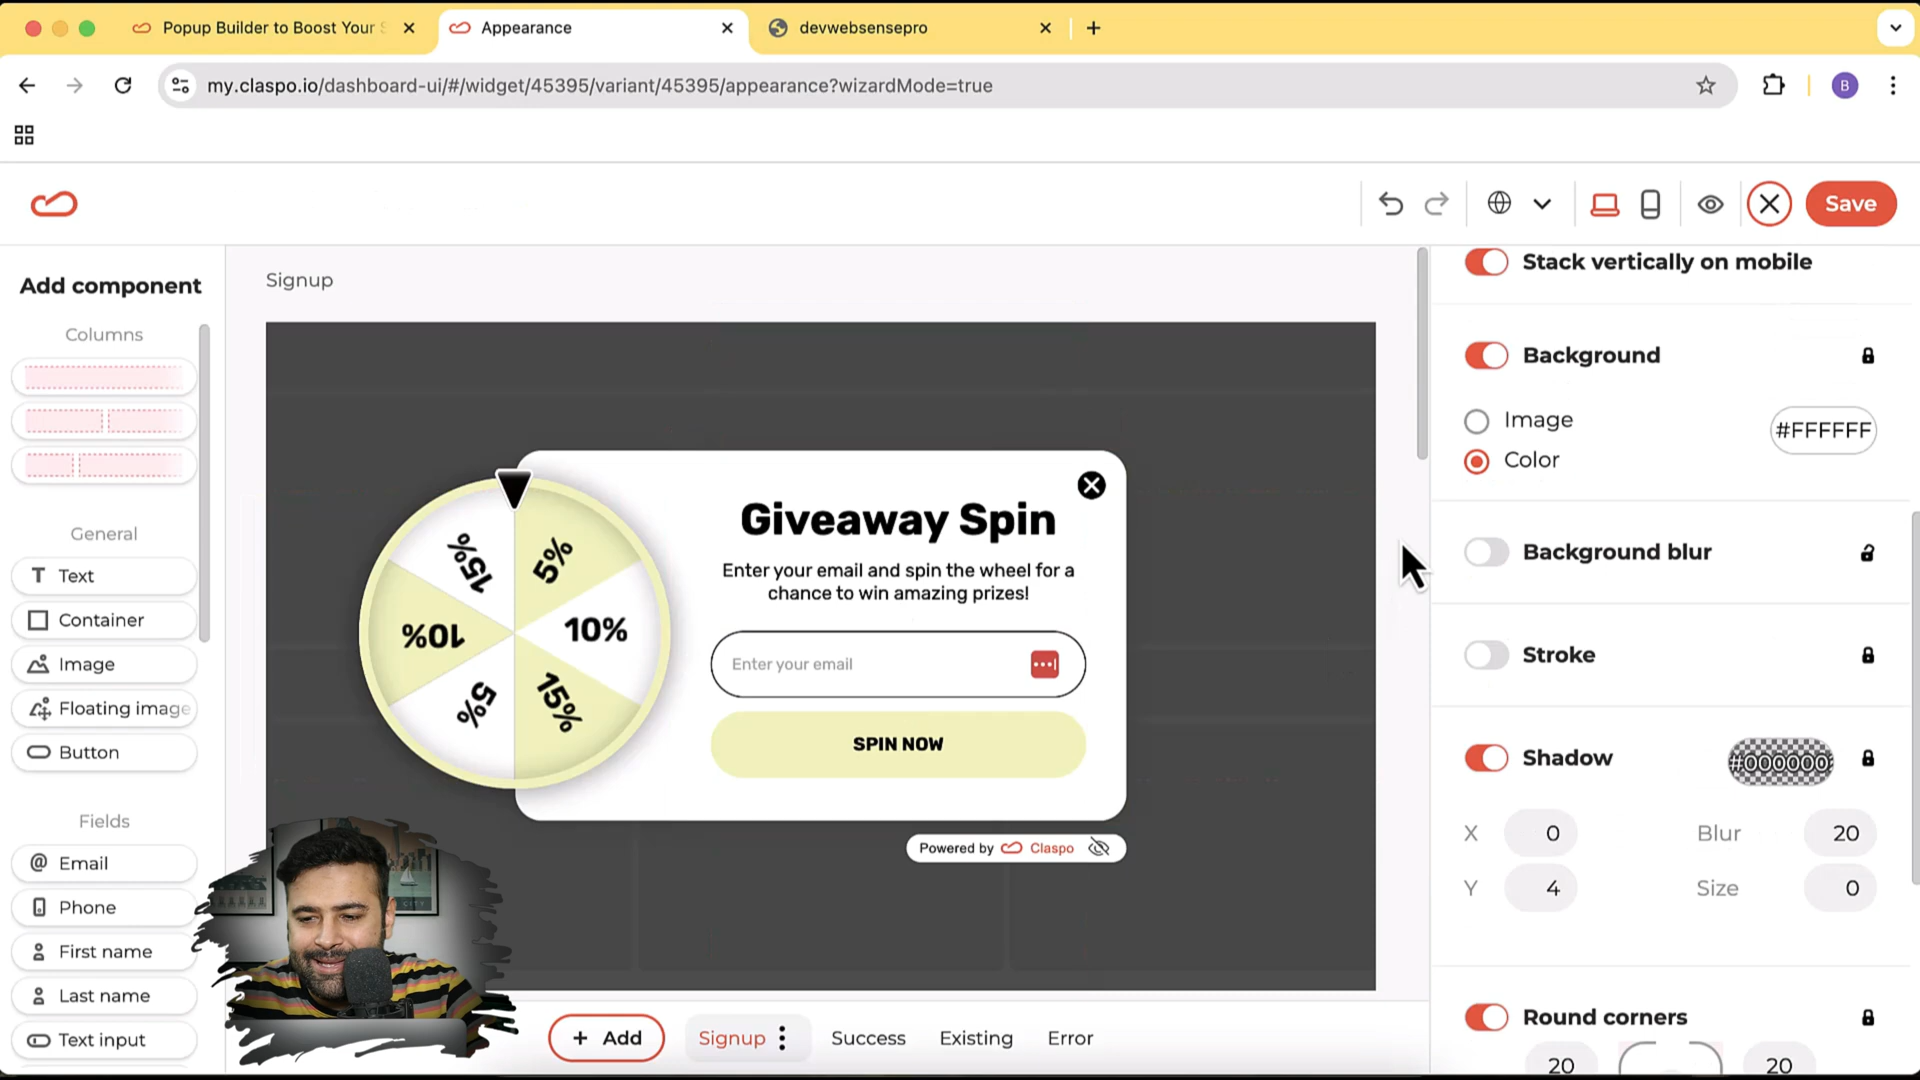 Popup Builder to Boost Your S
Appearance
devwebsensepro
my.claspo.io/dashboard-ui/#/widget/45395/variant/45395/appearance?wizardMode=true
B
Save
Add component
Columns
General
Text
Container
Image
Floating image
Button
Fields
Email
Phone
First name
Last name
Text input
Signup
5%
10%
15%
5%
10%
15%
Giveaway Spin
Enter your email and spin the wheel for a
chance to win amazing prizes!
Enter your email
SPIN NOW
Powered by Claspo
+ Add
Signup
Success
Existing
Error
Stack vertically on mobile
Background
Image
Color
#FFFFFF
Background blur
Stroke
Shadow
#000000
X 0
Blur 20
Y 4
Size 0
Round corners
20
20